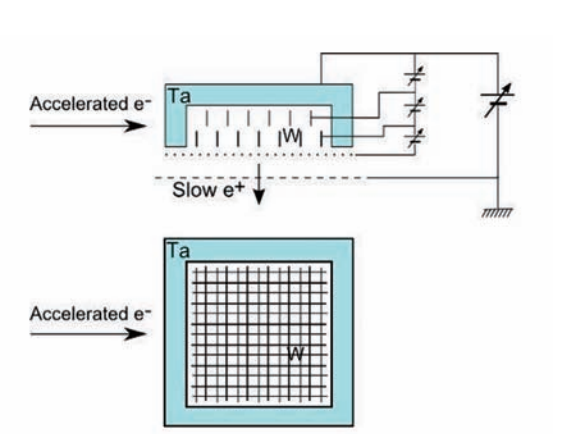 Ta
Accelerated e-
W
Slow e+
Ta
Accelerated e-
W